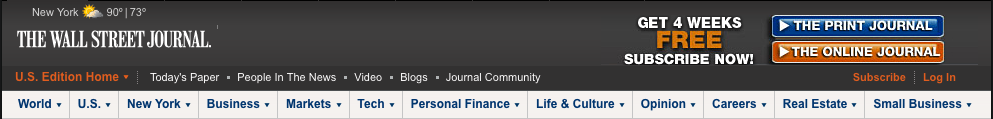 New York 90º | 73º
THE WALL STREET JOURNAL.
GET 4 WEEKS
FREE
SUBSCRIBE NOW!
THE PRINT JOURNAL
THE ONLINE JOURNAL
U.S. Edition Home Today's Paper People In The News Video Blogs Journal Community Subscribe Log In
World U.S. New York Business Markets Tech Personal Finance Life & Culture Opinion Careers Real Estate Small Business